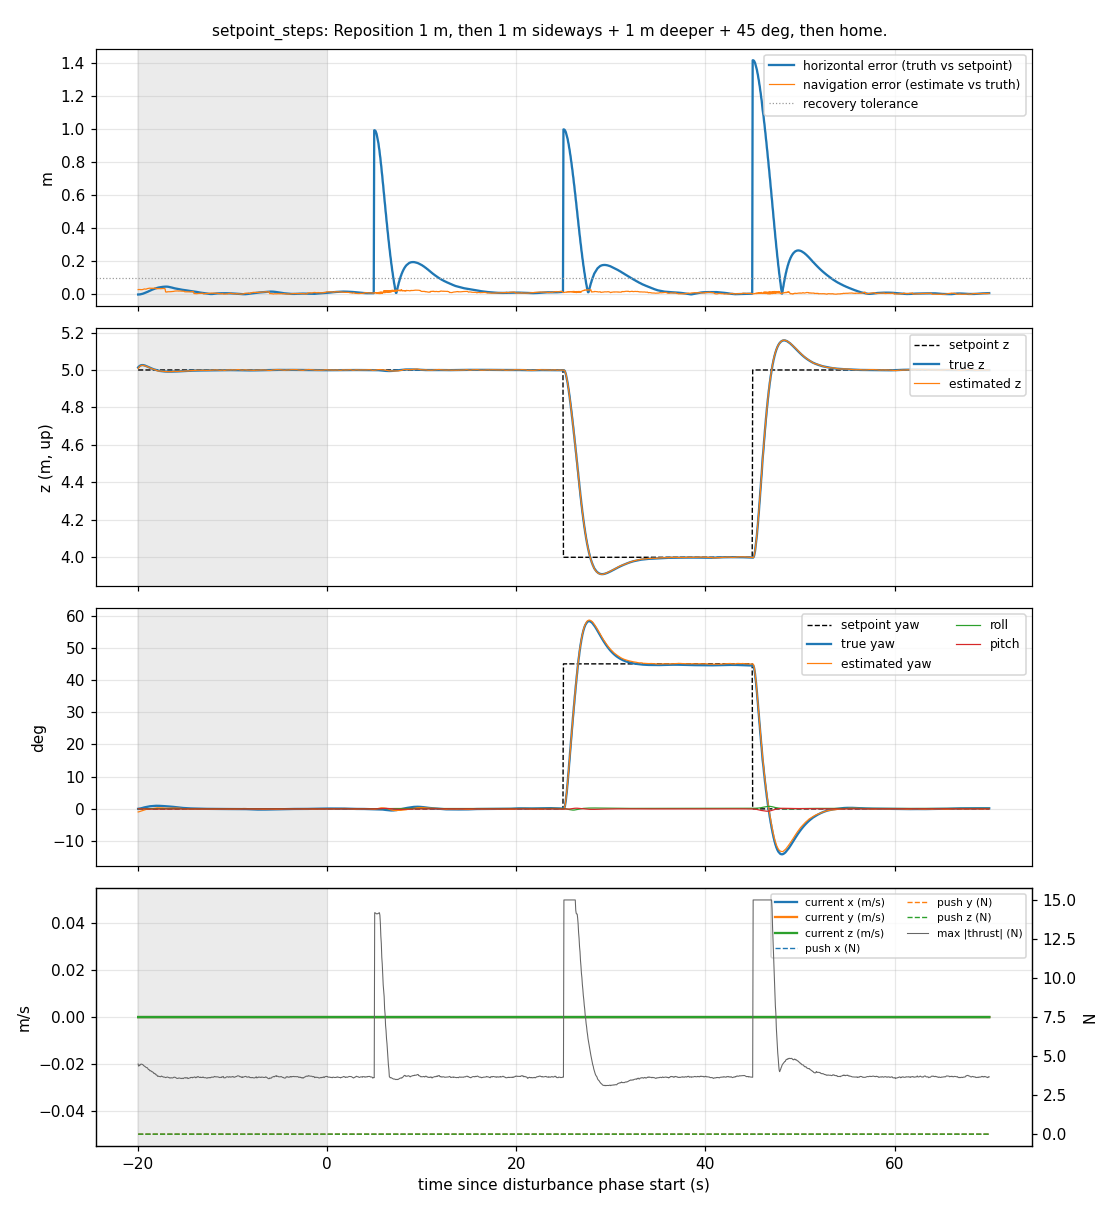 setpoint_steps: Reposition 1 m, then 1 m sideways + 1 m deeper + 45 deg, then home.
1.4
1.2
1.0
0.8
0.6
0.4
0.2
0.0
m
horizontal error (truth vs setpoint)
navigation error (estimate vs truth)
recovery tolerance
5.2
5.0
4.8
4.6
4.4
4.2
4.0
z (m, up)
setpoint z
true z
estimated z
60
50
40
30
20
10
0
−10
deg
setpoint yaw
true yaw
estimated yaw
roll
pitch
0.04
0.02
0.00
−0.02
−0.04
m/s
current x (m/s)
current y (m/s)
current z (m/s)
push x (N)
push y (N)
push z (N)
max |thrust| (N)
15.0
12.5
10.0
7.5
5.0
2.5
0.0
N
−20
0
20
40
60
time since disturbance phase start (s)